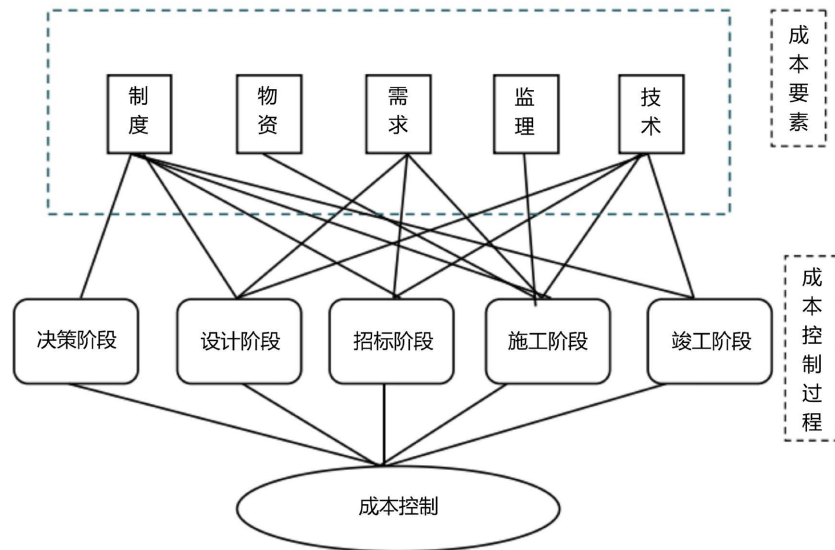 制度
物资
需求
监理
技术
成本要素
决策阶段
设计阶段
招标阶段
施工阶段
竣工阶段
成本控制过程
成本控制